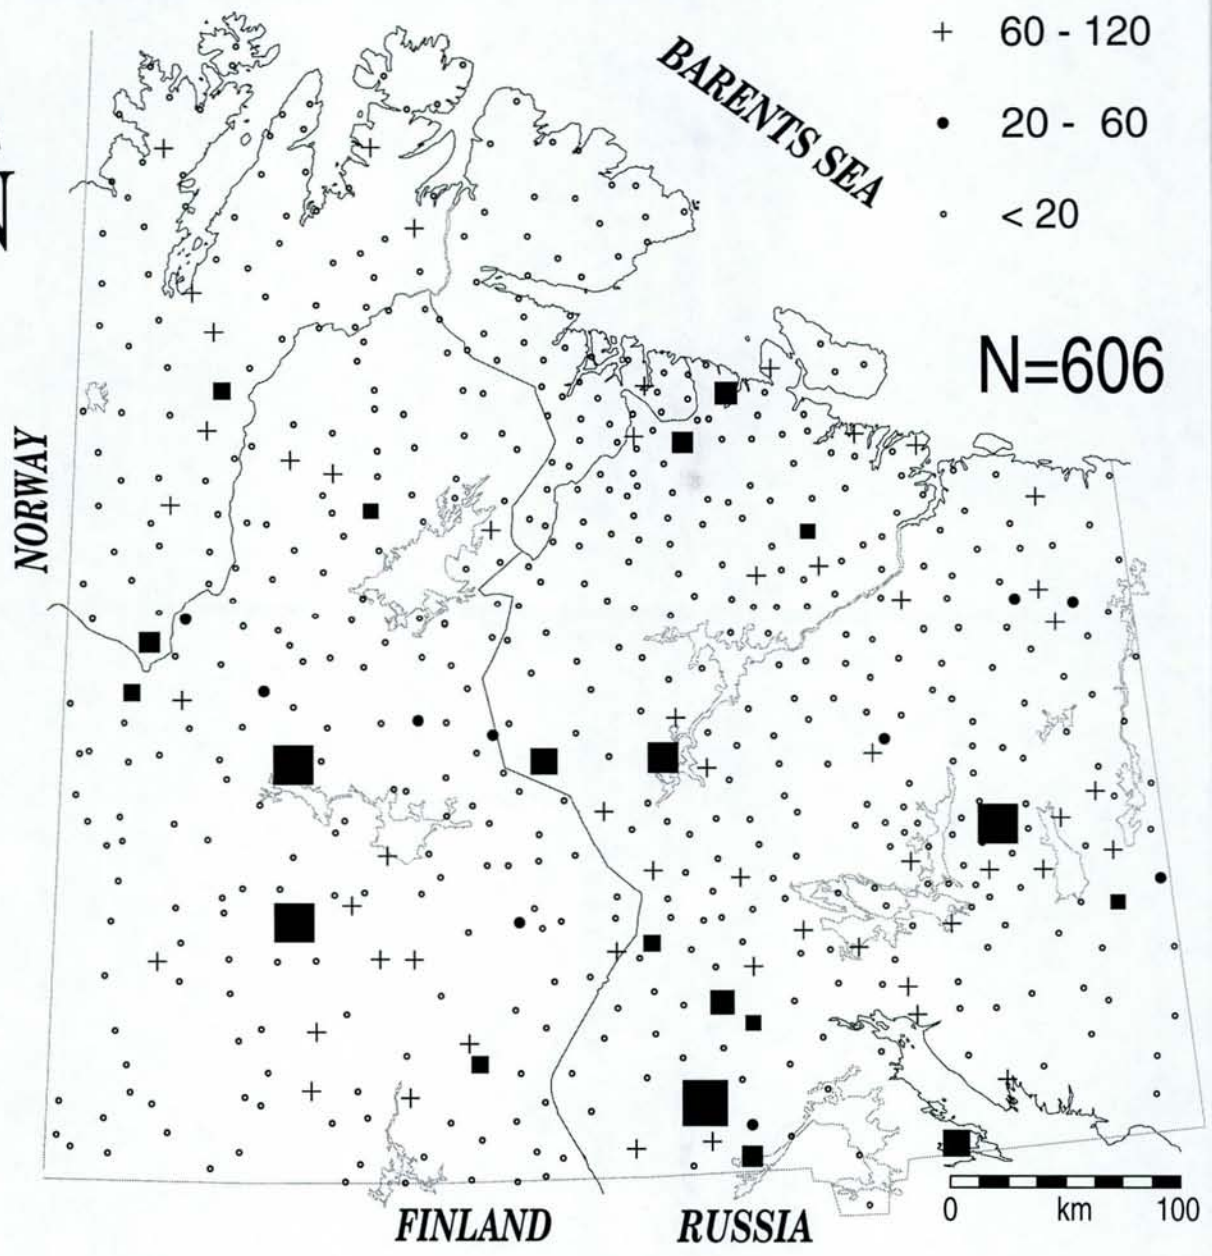 60 - 120
BARENTS SEA
20 - 60
< 20
N
N=606
NORWAY
0 km 100
FINLAND
RUSSIA